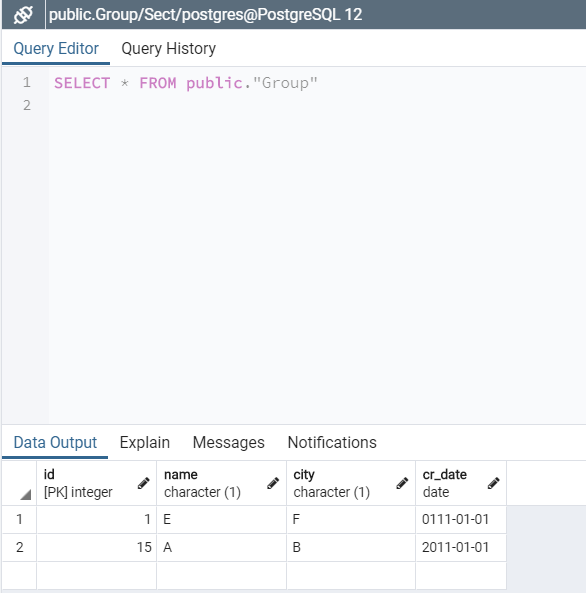 public.Group/Sect/postgres@PostgreSQL 12
Query Editor Query History
1 SELECT * FROM public."Group"
2
Data Output Explain Messages Notifications
id name city cr_date
[PK] integer character (1) character (1) date
1 1 E F 0111-01-01
2 15 A B 2011-01-01